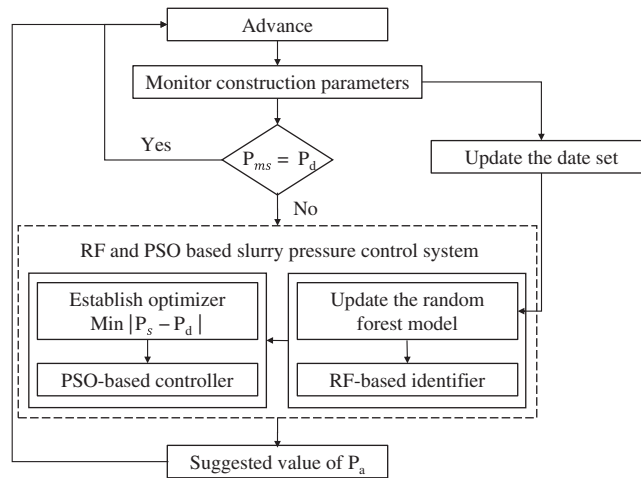 Advance
Monitor construction parameters
Yes
P_ms = P_d
Update the date set
No
RF and PSO based slurry pressure control system
Establish optimizer
Min |P_s − P_d|
Update the random
forest model
PSO-based controller
RF-based identifier
Suggested value of P_a